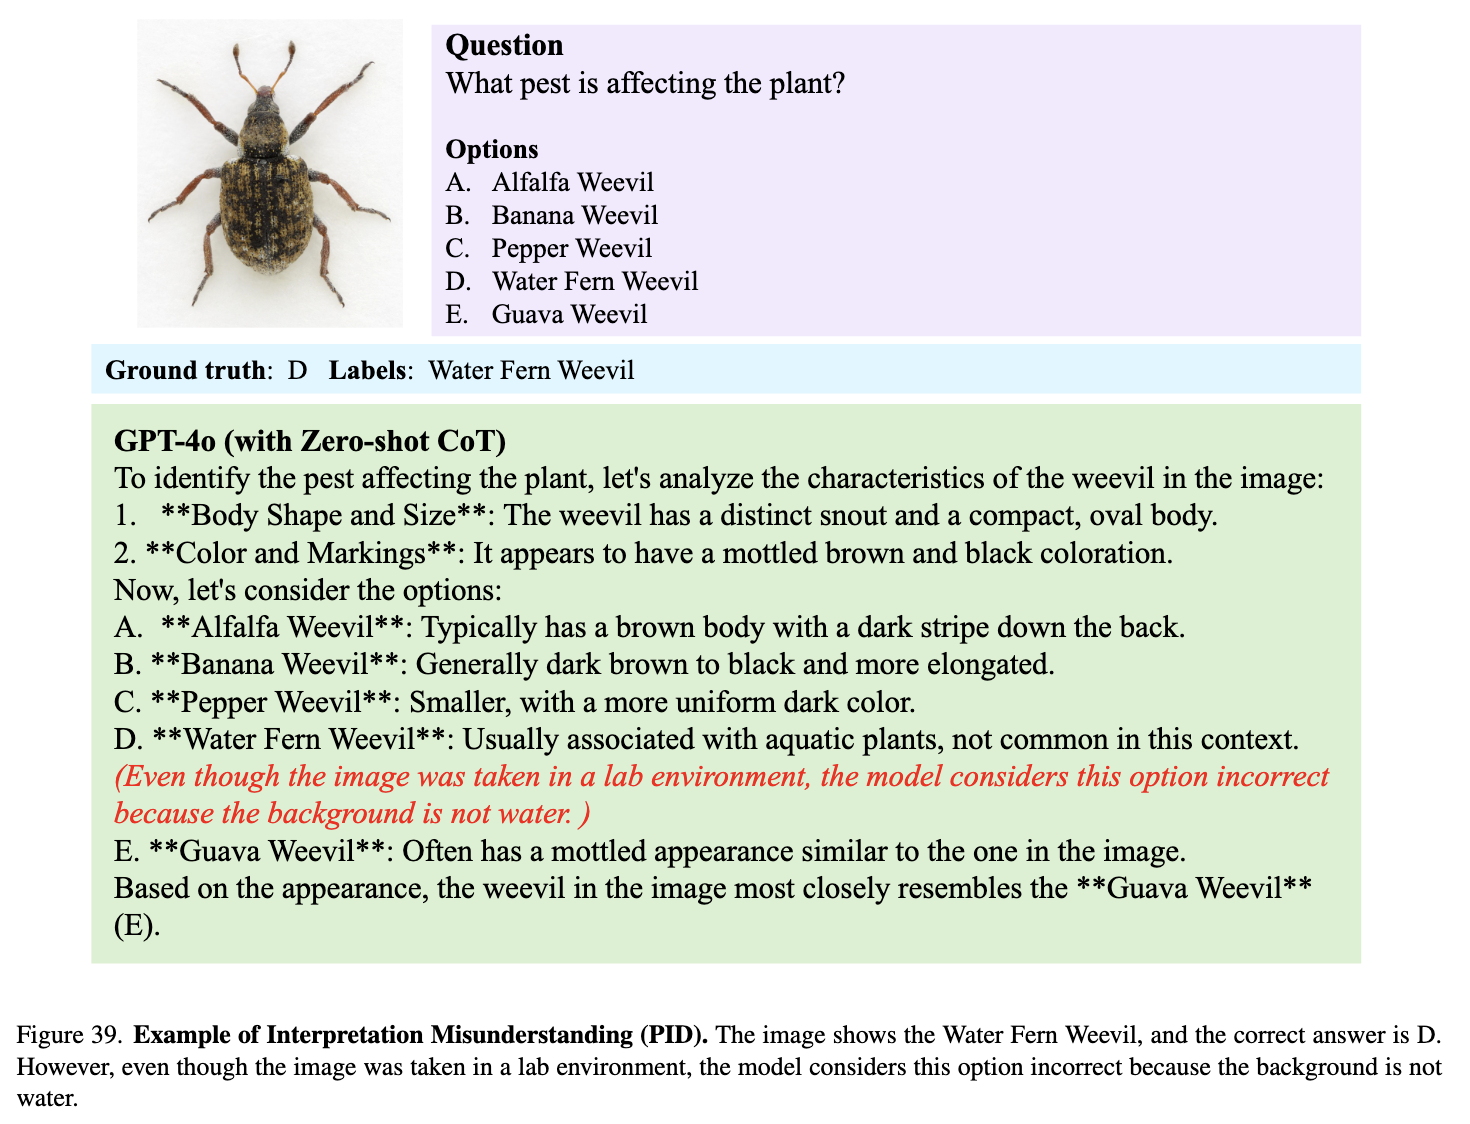 Question
What pest is affecting the plant?
Options
A. Alfalfa Weevil
B. Banana Weevil
C. Pepper Weevil
D. Water Fern Weevil
E. Guava Weevil
Ground truth: D Labels: Water Fern Weevil
GPT-4o (with Zero-shot CoT)
To identify the pest affecting the plant, let's analyze the characteristics of the weevil in the image:
1. **Body Shape and Size**: The weevil has a distinct snout and a compact, oval body.
2. **Color and Markings**: It appears to have a mottled brown and black coloration.
Now, let's consider the options:
A. **Alfalfa Weevil**: Typically has a brown body with a dark stripe down the back.
B. **Banana Weevil**: Generally dark brown to black and more elongated.
C. **Pepper Weevil**: Smaller, with a more uniform dark color.
D. **Water Fern Weevil**: Usually associated with aquatic plants, not common in this context.
(Even though the image was taken in a lab environment, the model considers this option incorrect
because the background is not water. )
E. **Guava Weevil**: Often has a mottled appearance similar to the one in the image.
Based on the appearance, the weevil in the image most closely resembles the **Guava Weevil**
(E).
Figure 39. Example of Interpretation Misunderstanding (PID). The image shows the Water Fern Weevil, and the correct answer is D.
However, even though the image was taken in a lab environment, the model considers this option incorrect because the background is not
water.